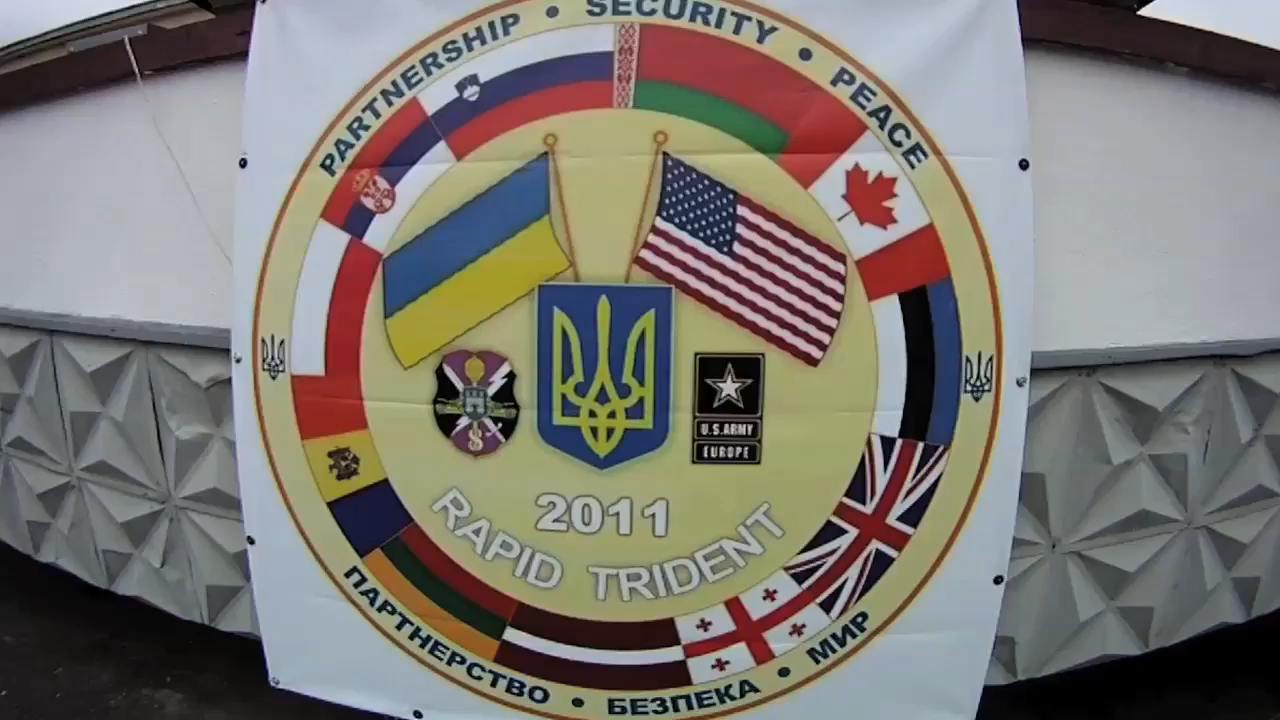 PARTNERSHIP • SECURITY • PEACE
U.S.ARMY
EUROPE
2011
RAPID TRIDENT
ПАРТНЕРСТВО • БЕЗПЕКА • МИР